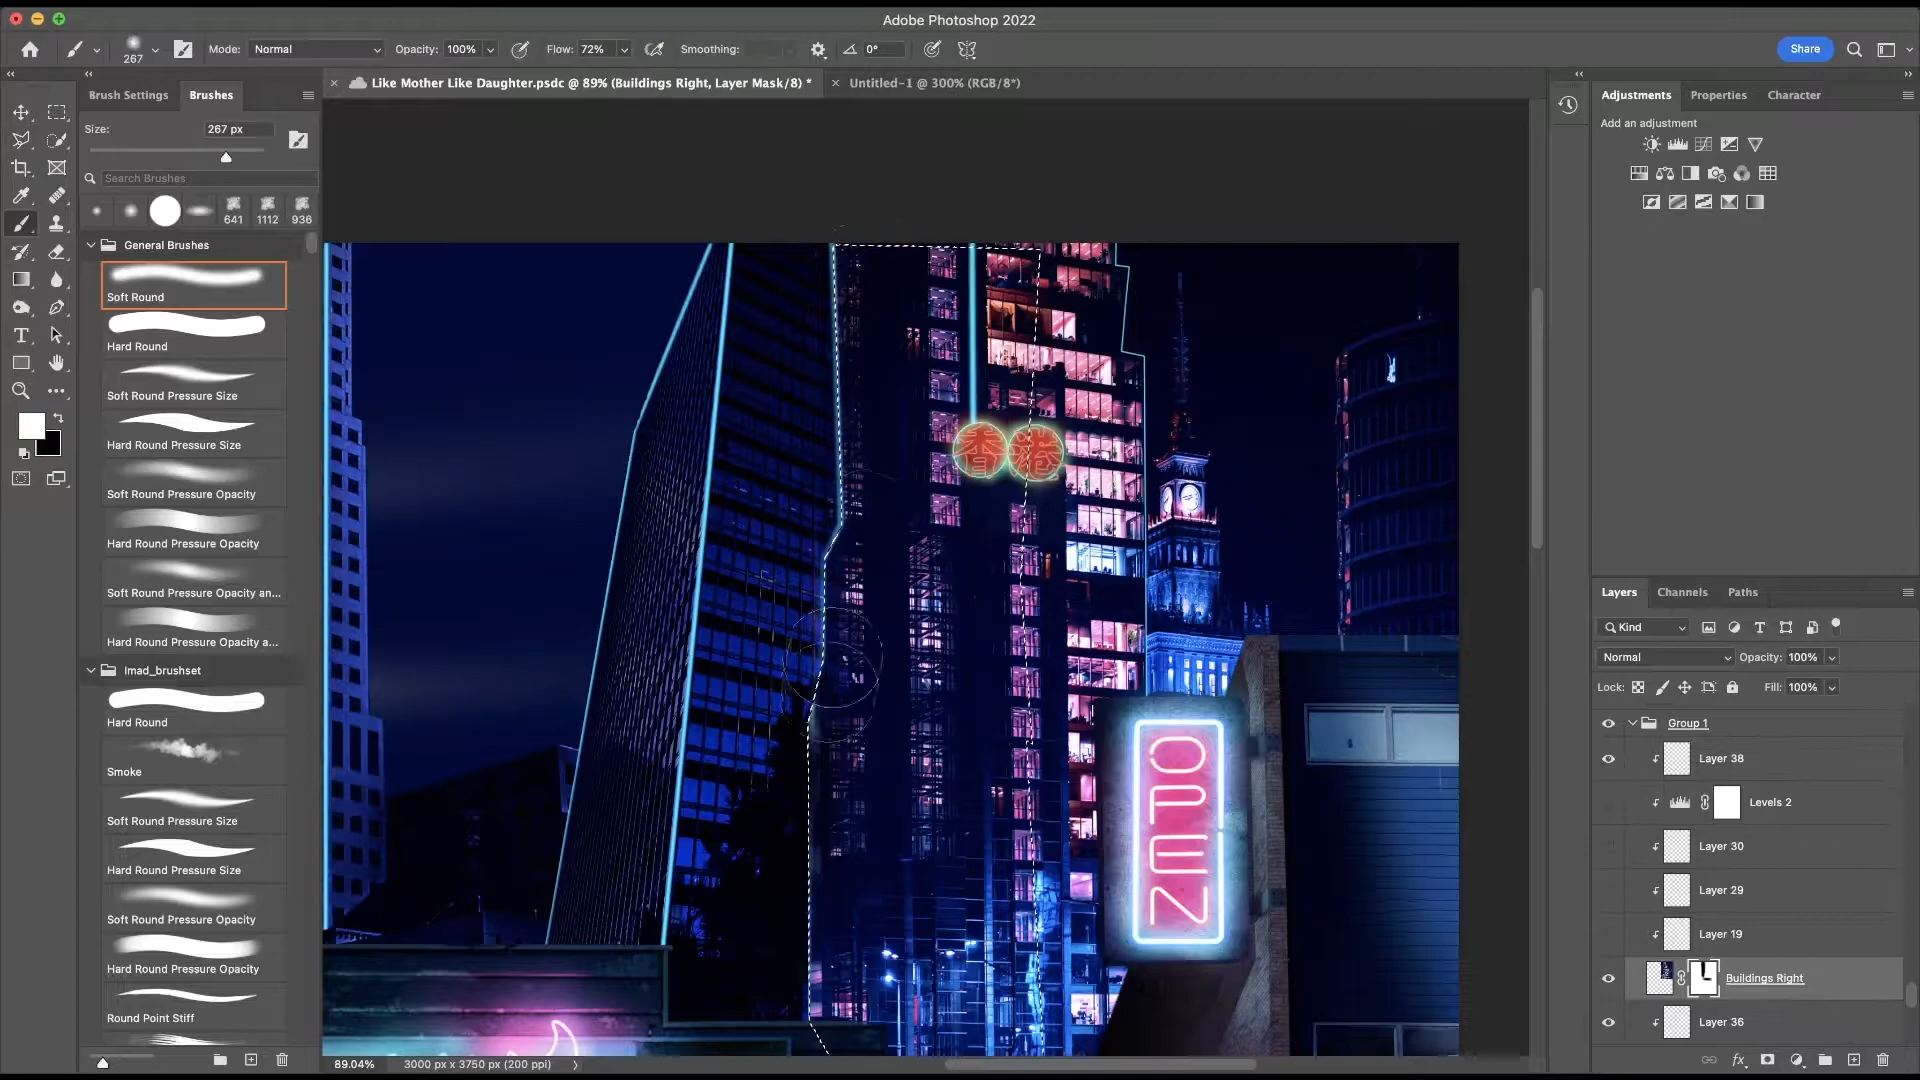 Adobe Photoshop 2022
267
Mode: Normal
Opacity: 100%
Flow: 72%
Smoothing:
0°
Share
Brush Settings
Brushes
Size: 267 px
Search Brushes
641
1112
936
General Brushes
Soft Round
Hard Round
Soft Round Pressure Size
Hard Round Pressure Size
Soft Round Pressure Opacity
Hard Round Pressure Opacity
Soft Round Pressure Opacity an...
Hard Round Pressure Opacity a...
Imad_brushset
Hard Round
Smoke
Soft Round Pressure Size
Hard Round Pressure Size
Soft Round Pressure Opacity
Hard Round Pressure Opacity
Round Point Stiff
Like Mother Like Daughter.psdc @ 89% (Buildings Right, Layer Mask/8) *
Untitled-1 @ 300% (RGB/8*)
香港
OPEN
89.04%
3000 px x 3750 px (200 ppi)
Adjustments
Properties
Character
Add an adjustment
Layers
Channels
Paths
Kind
Normal
Opacity: 100%
Lock:
Fill: 100%
Group 1
Layer 38
Levels 2
Layer 30
Layer 29
Layer 19
Buildings Right
Layer 36
fx